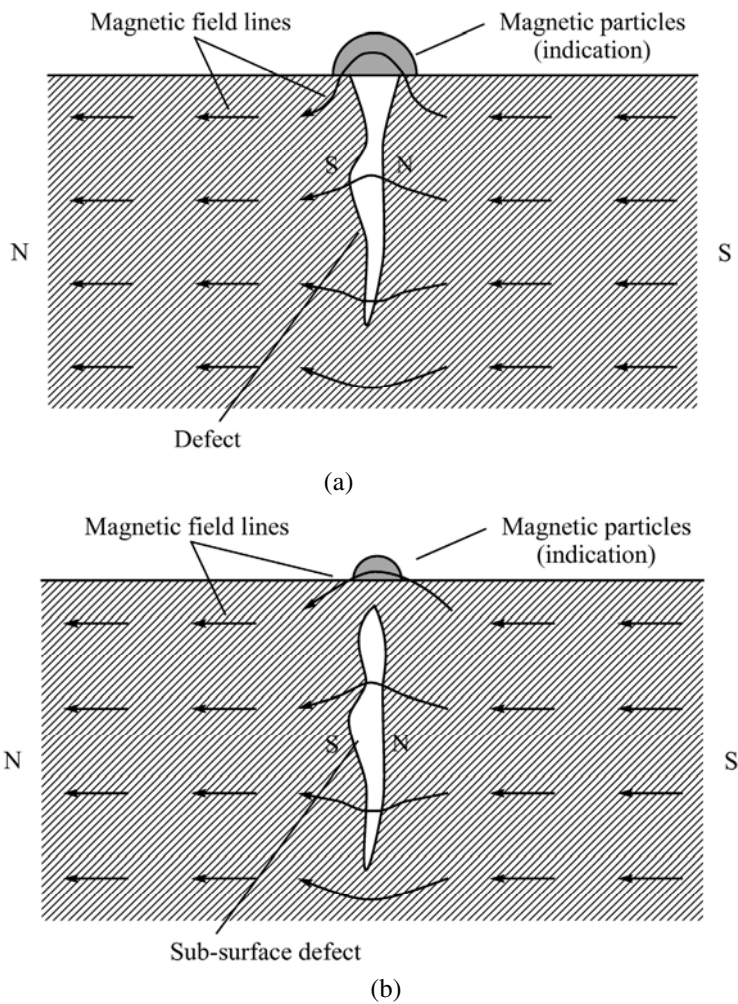 Magnetic field lines
Magnetic particles
(indication)
S N
N S
Defect
(a)
Magnetic field lines
Magnetic particles
(indication)
S N
N S
Sub-surface defect
(b)